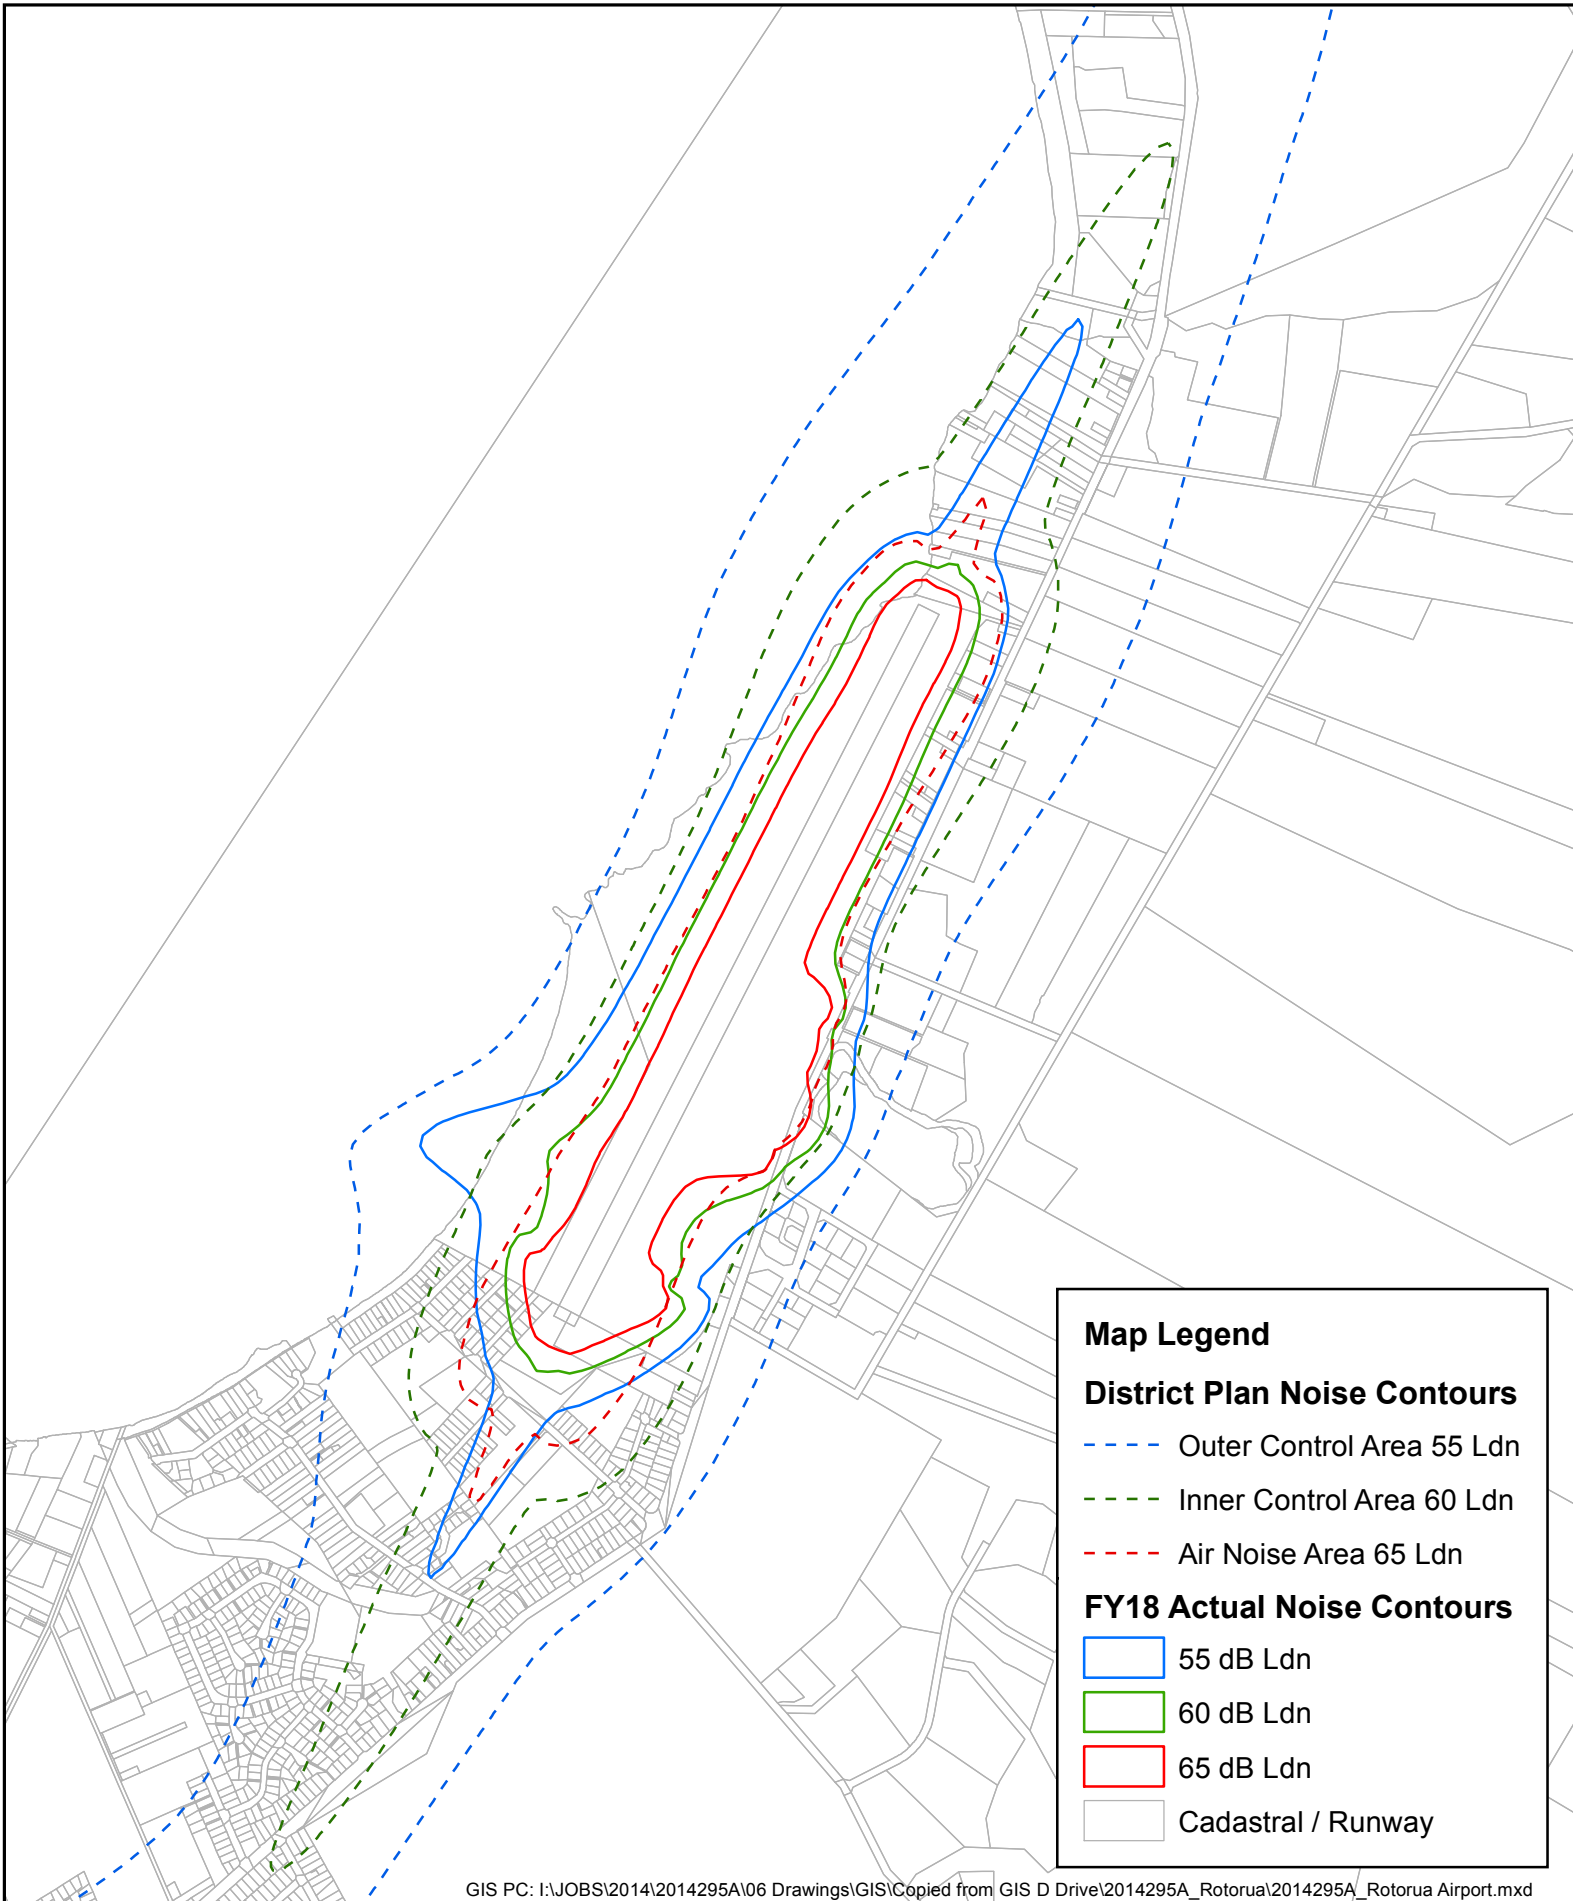 Map Legend
District Plan Noise Contours
Outer Control Area 55 Ldn
Inner Control Area 60 Ldn
Air Noise Area 65 Ldn
FY18 Actual Noise Contours
55 dB Ldn
60 dB Ldn
65 dB Ldn
Cadastral / Runway
GIS PC: I:\JOBS\2014\2014295A\06 Drawings\GIS\Copied from GIS D Drive\2014295A_Rotorua\2014295A_Rotorua Airport.mxd